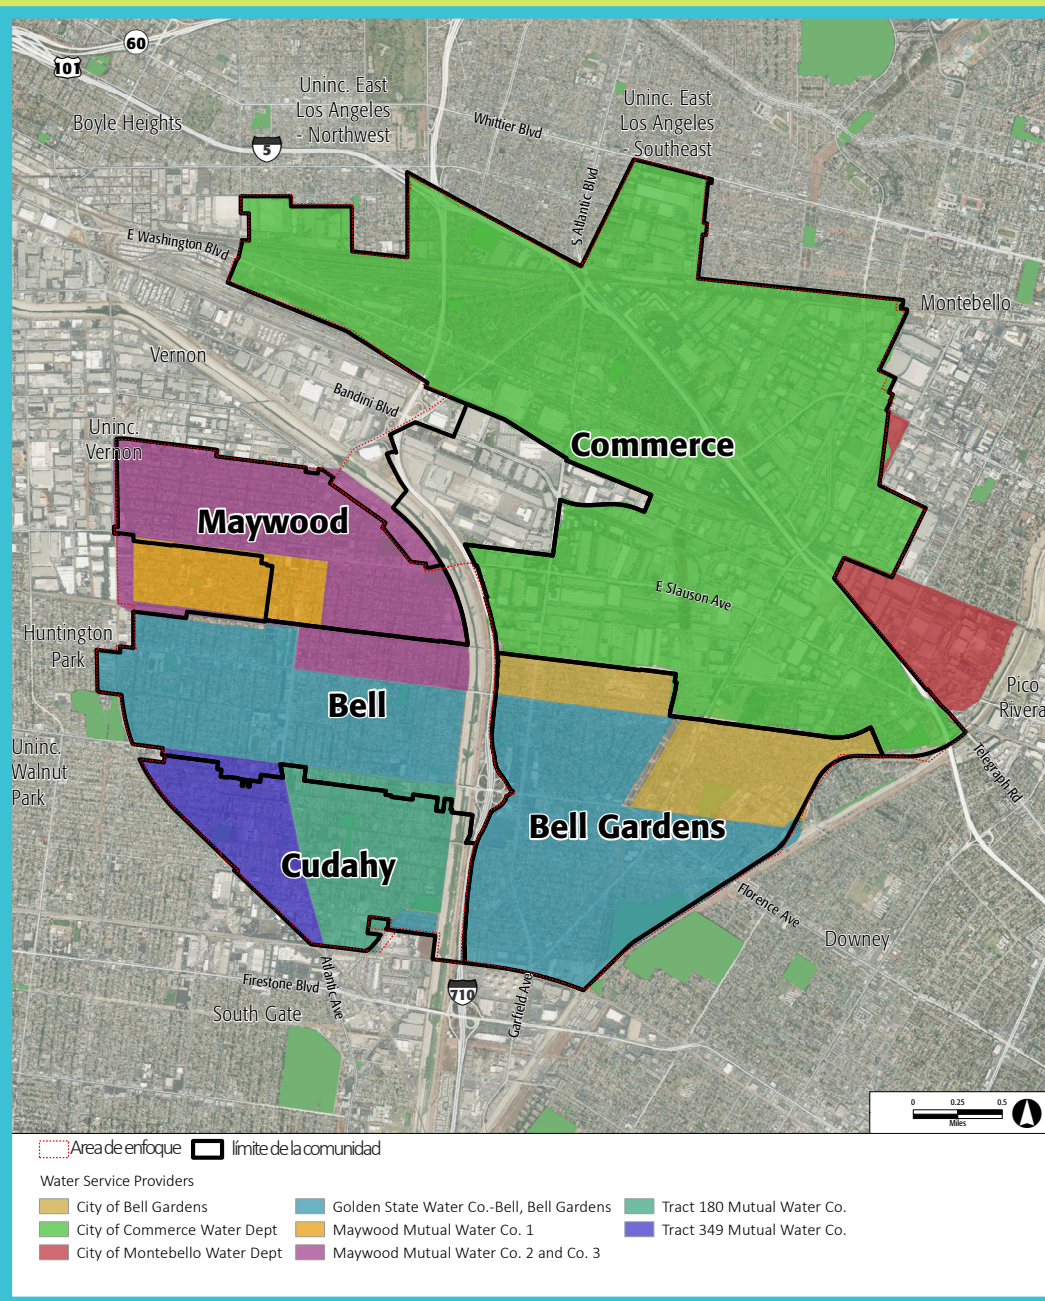 60
101
Uninc. East
Los Angeles
- Northwest
Uninc. East
Los Angeles
- Southeast
Boyle Heights
Whittier Blvd
5
S Atlantic Blvd
E Washington Blvd
Montebello
Vernon
Bandini Blvd
Uninc.
Vernon
Commerce
Maywood
E Slauson Ave
Huntington
Park
Pico
Rivera
Bell
Uninc.
Walnut
Park
Telegraph Rd
Bell Gardens
Cudahy
Florence Ave
Downey
Atlantic Ave
Firestone Blvd
710
Garfield Ave
South Gate
0 0.25 0.5
Miles
Area de enfoque límite de la comunidad
Water Service Providers
City of Bell Gardens
City of Commerce Water Dept
City of Montebello Water Dept
Golden State Water Co.-Bell, Bell Gardens
Maywood Mutual Water Co. 1
Maywood Mutual Water Co. 2 and Co. 3
Tract 180 Mutual Water Co.
Tract 349 Mutual Water Co.